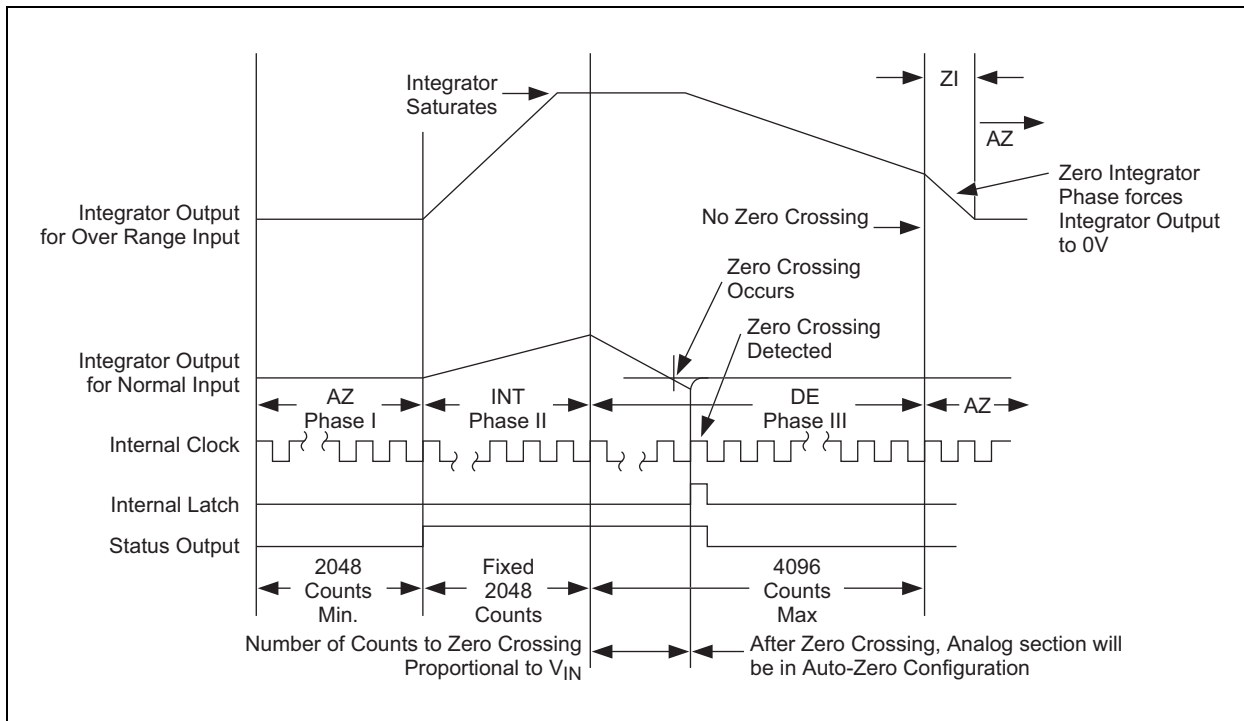 Integrator
Saturates
ZI
AZ
Zero Integrator
Phase forces
Integrator Output
to 0V
Integrator Output
for Over Range Input
No Zero Crossing
Zero Crossing
Occurs
Zero Crossing
Detected
Integrator Output
for Normal Input
AZ
Phase I
INT
Phase II
DE
Phase III
AZ
Internal Clock
Internal Latch
Status Output
2048
Counts
Min.
Fixed
2048
Counts
4096
Counts
Max
Number of Counts to Zero Crossing
Proportional to VIN
After Zero Crossing, Analog section will
be in Auto-Zero Configuration